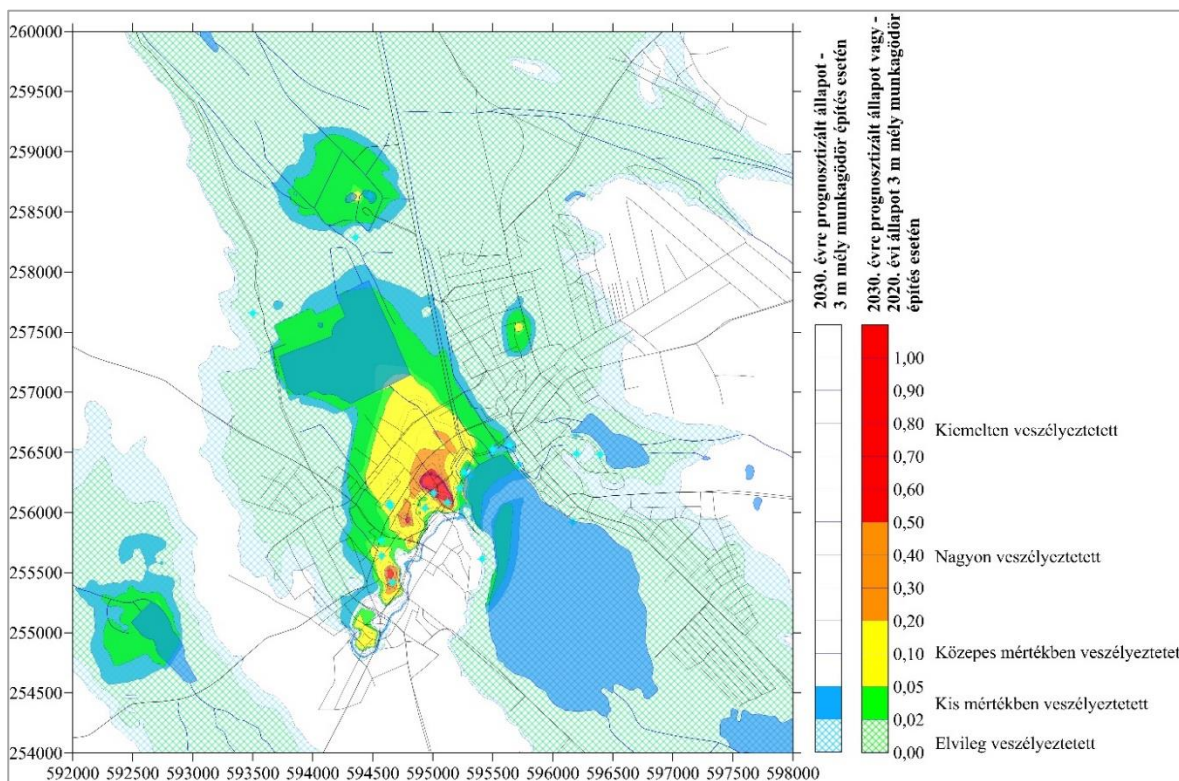 260000
259500
259000
258500
258000
257500
257000
256500
256000
255500
255000
254500
254000
592000 592500 593000 593500 594000 594500 595000 595500 596000 596500 597000 597500 598000
2030. évre prognosztizált állapot -
3 m mély munkagödör építés esetén
2030. évre prognosztizált állapot vagy -
2020. évi állapot 3 m mély munkagödör
építés esetén
1,00
0,90
0,80
0,70
0,60
0,50
0,40
0,30
0,20
0,10
0,05
0,02
0,00
Kiemelten veszélyeztetett
Nagyon veszélyeztetett
Közepes mértékben veszélyeztetet
Kis mértékben veszélyeztetett
Elvileg veszélyeztetett